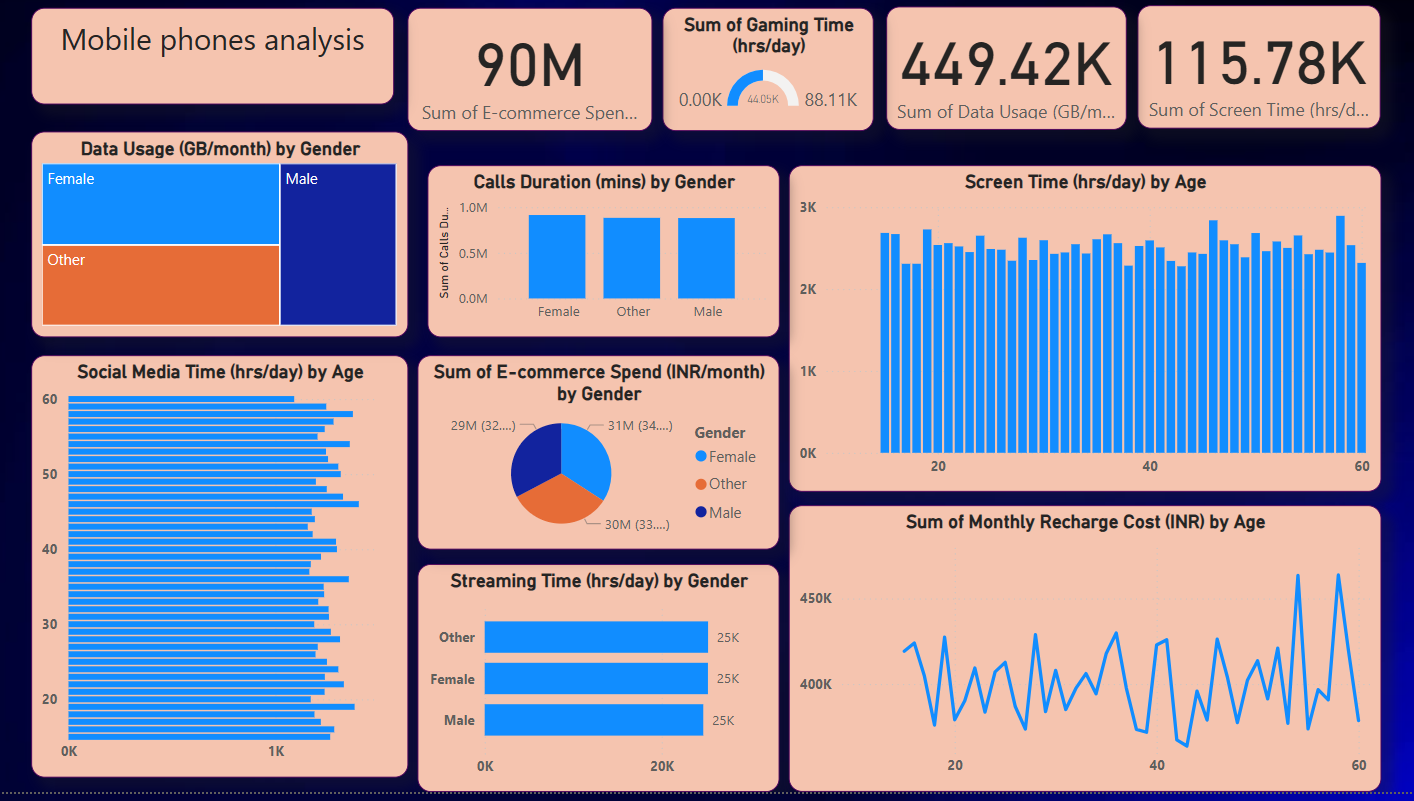 Mobile phones analysis
90M
Sum of E-commerce Spen...
Sum of Gaming Time
(hrs/day)
0.00K
44.05K
88.11K
449.42K
Sum of Data Usage (GB/m...
115.78K
Sum of Screen Time (hrs/d...
Data Usage (GB/month) by Gender
Female
Male
Other
Calls Duration (mins) by Gender
Sum of Calls Du...
1.0M
0.5M
0.0M
Female
Other
Male
Screen Time (hrs/day) by Age
3K
2K
1K
0K
20
40
60
Social Media Time (hrs/day) by Age
60
50
40
30
20
0K
1K
Sum of E-commerce Spend (INR/month)
by Gender
29M (32....)
31M (34....)
30M (33....)
Gender
Female
Other
Male
Streaming Time (hrs/day) by Gender
Other
25K
Female
25K
Male
25K
0K
20K
Sum of Monthly Recharge Cost (INR) by Age
450K
400K
20
40
60